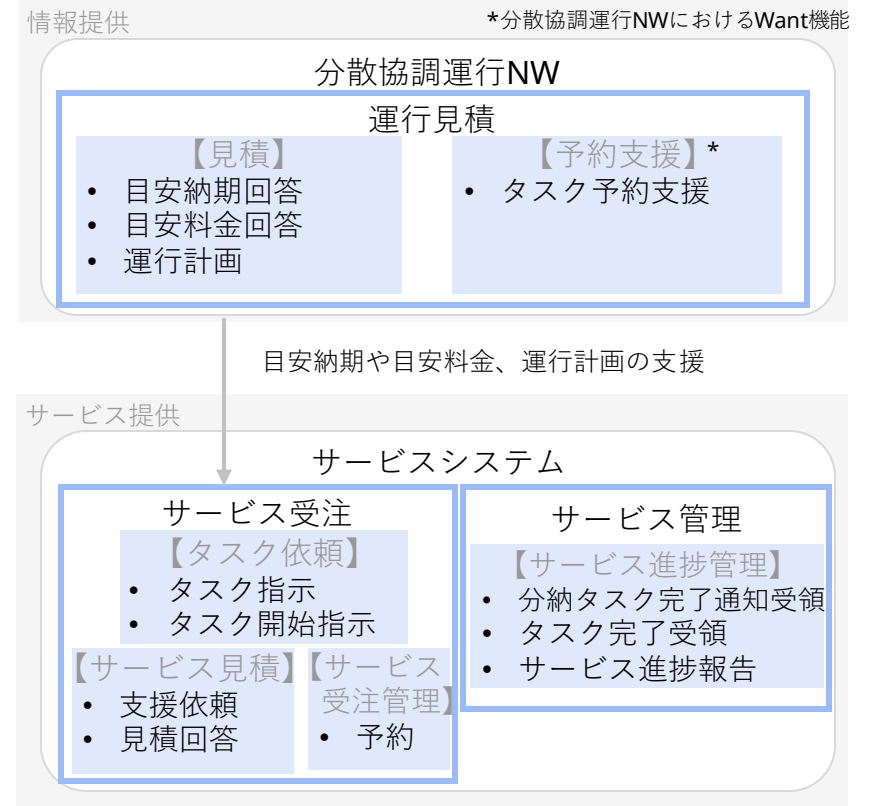 情報提供
*分散協調運行NWにおけるWant機能
分散協調運行NW
運行見積
【見積】
• 目安納期回答
• 目安料金回答
• 運行計画
【予約支援】*
• タスク予約支援
目安納期や目安料金、運行計画の支援
サービス提供
サービスシステム
サービス受注
【タスク依頼】
• タスク指示
• タスク開始指示
【サービス見積】
• 支援依頼
• 見積回答
【サービス
受注管理】
• 予約
サービス管理
【サービス進捗管理】
• 分納タスク完了通知受領
• タスク完了受領
• サービス進捗報告